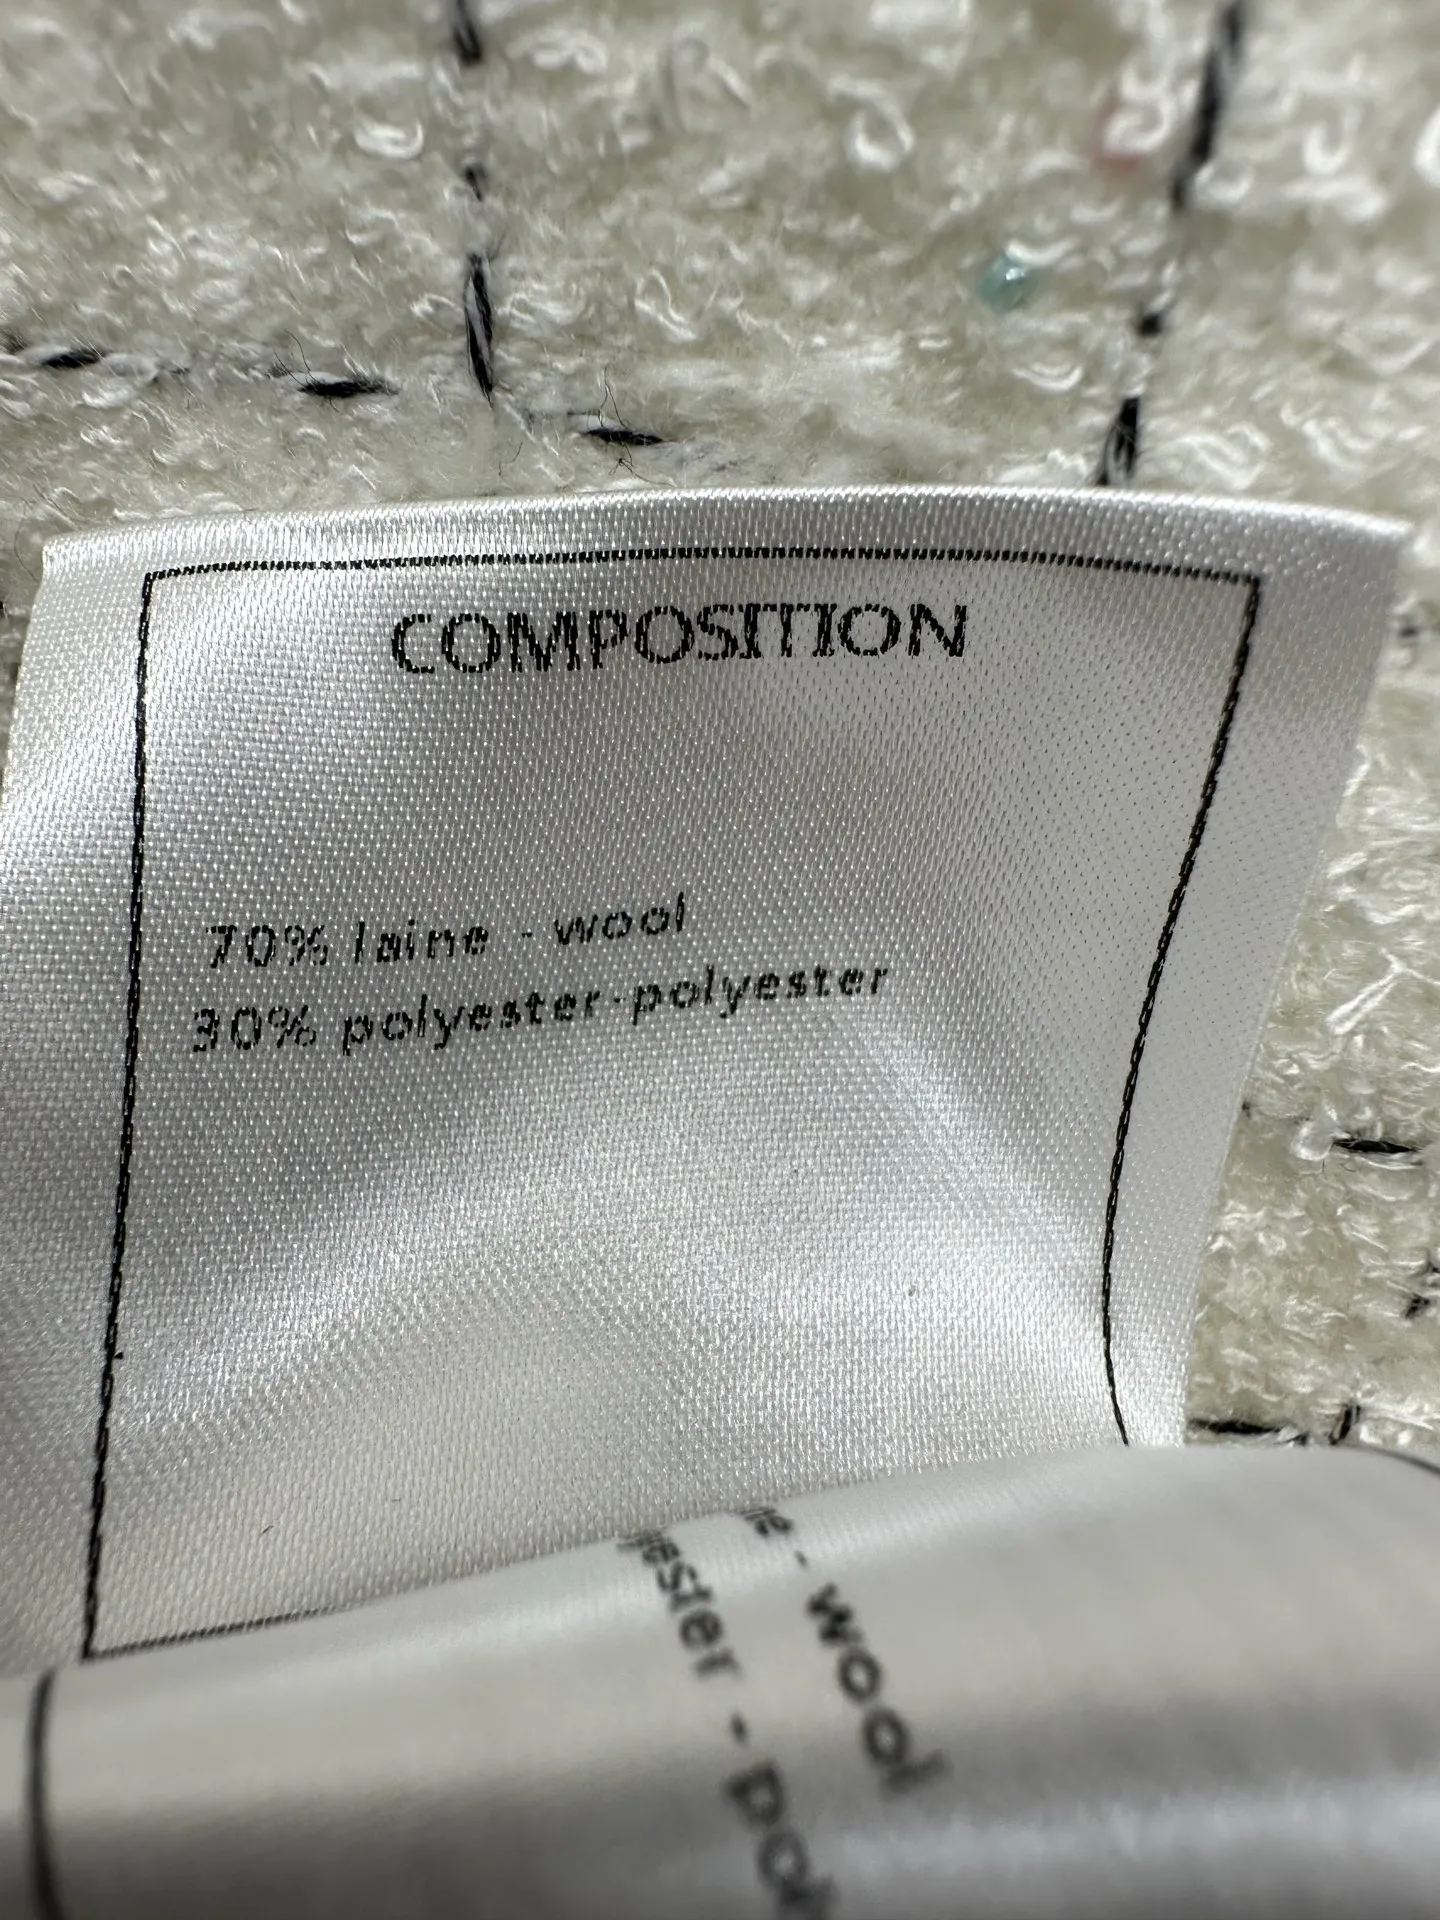 COMPOSITION
70% laine - wool
30% polyester-polyester
- wool
-